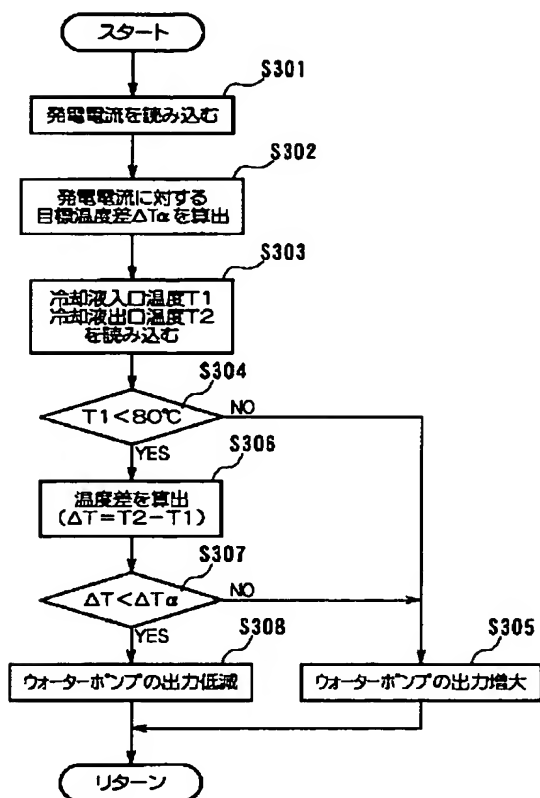 スタート
S301
発電電流を読み込む
S302
発電電流に対する
目標温度差ΔTαを算出
S303
冷却液入口温度T1
冷却液出口温度T2
を読み込む
S304
T1<80℃
NO
YES
S306
温度差を算出
(ΔT=T2-T1)
S307
ΔT<ΔTα
NO
YES
S308
ウォーターポンプの出力低減
S305
ウォーターポンプの出力増大
リターン